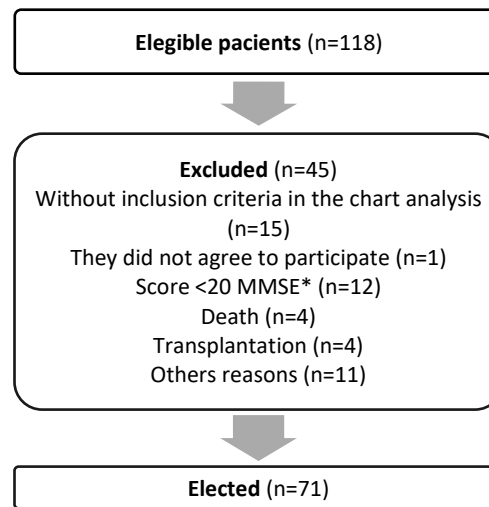 Elegible pacients (n=118)
Excluded (n=45)
Without inclusion criteria in the chart analysis
(n=15)
They did not agree to participate (n=1)
Score <20 MMSE* (n=12)
Death (n=4)
Transplantation (n=4)
Others reasons (n=11)
Elected (n=71)